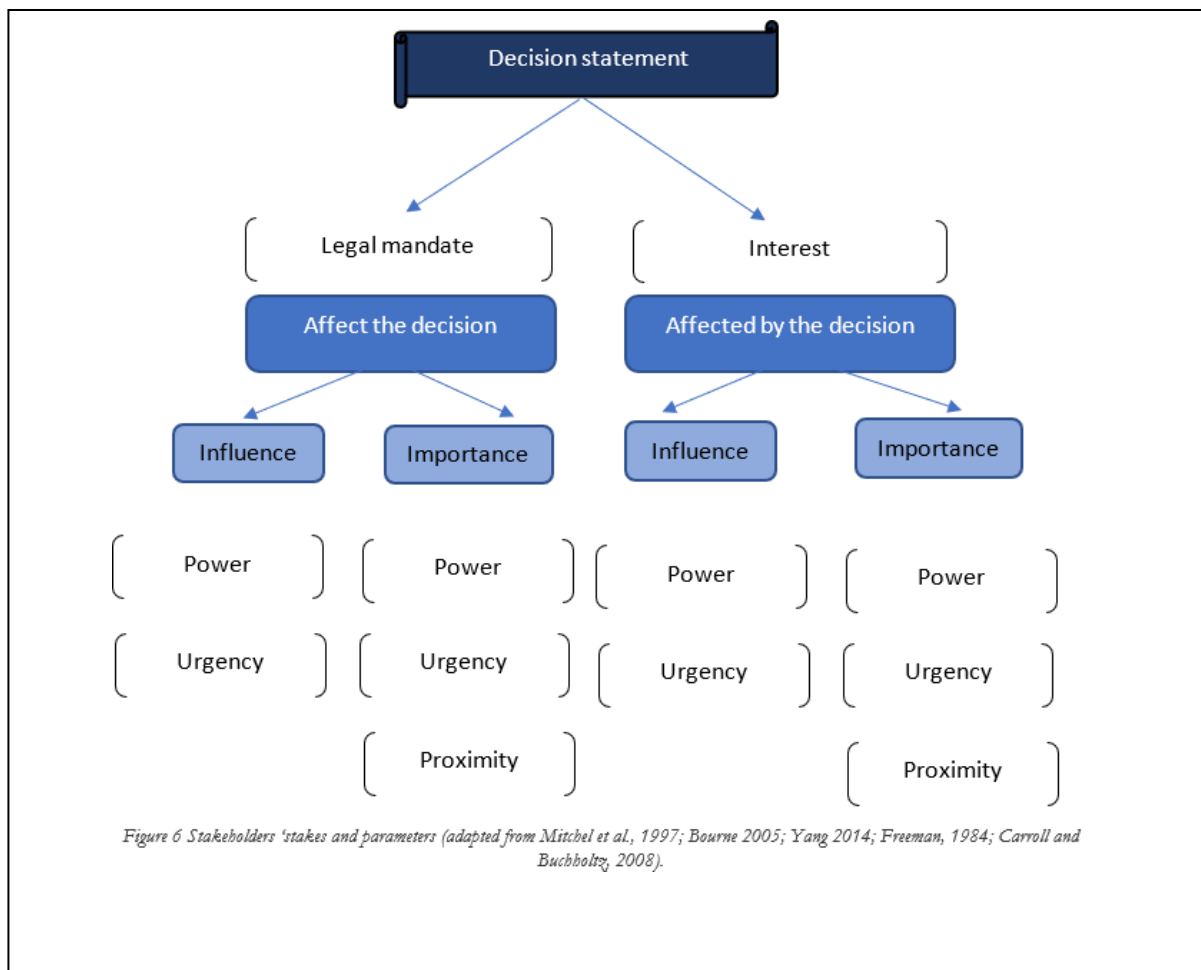 Decision statement
Legal mandate
Interest
Affect the decision
Affected by the decision
Influence
Importance
Influence
Importance
Power
Power
Power
Power
Urgency
Urgency
Urgency
Urgency
Proximity
Proximity
Figure 6 Stakeholders ‘stakes and parameters (adapted from Mitchel et al., 1997; Bourne 2005; Yang 2014; Freeman, 1984; Carroll and
Buchholtz, 2008).